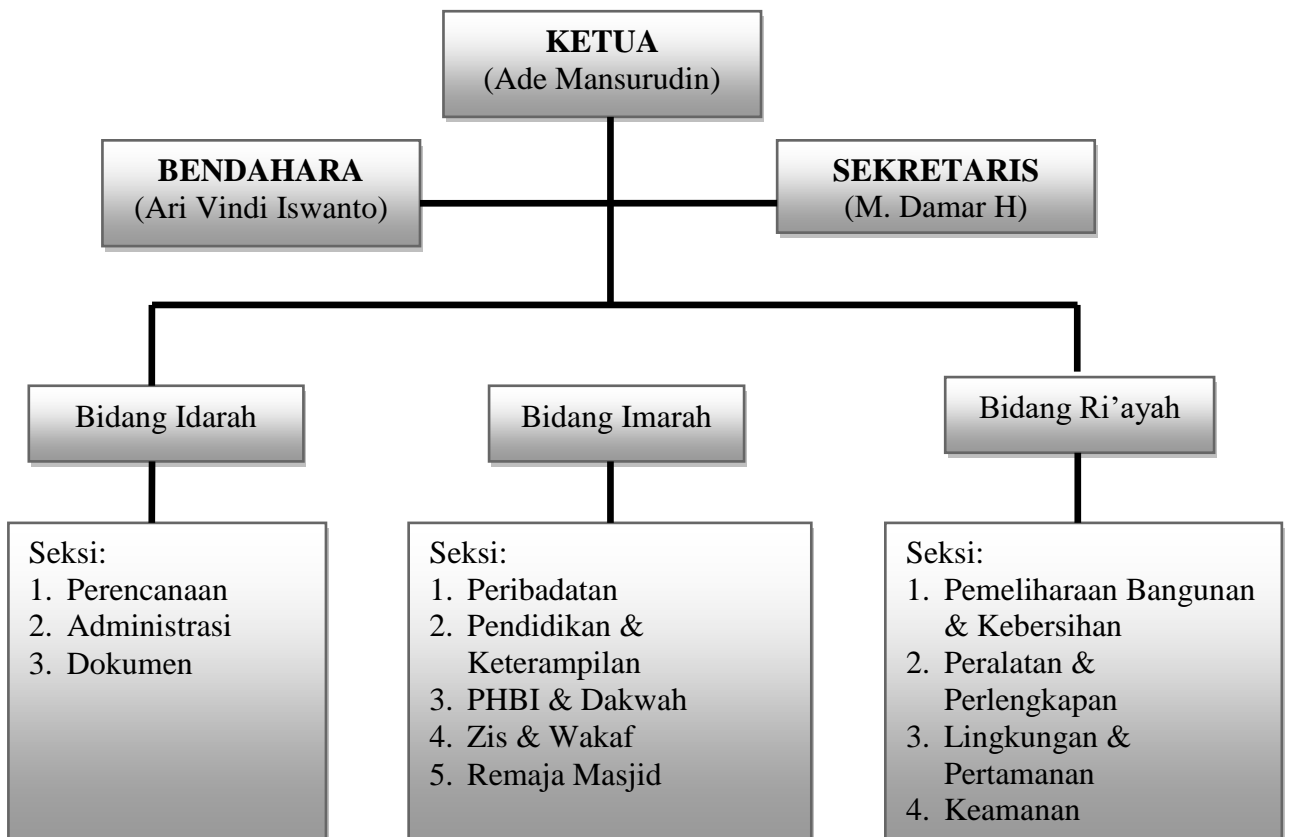 KETUA
(Ade Mansurudin)
BENDAHARA
(Ari Vindi Iswanto)
SEKRETARIS
(M. Damar H)
Bidang Idarah
Bidang Imarah
Bidang Ri’ayah
Seksi:
1. Perencanaan
2. Administrasi
3. Dokumen
Seksi:
1. Peribadatan
2. Pendidikan &
Keterampilan
3. PHBI & Dakwah
4. Zis & Wakaf
5. Remaja Masjid
Seksi:
1. Pemeliharaan Bangunan
& Kebersihan
2. Peralatan &
Perlengkapan
3. Lingkungan &
Pertamanan
4. Keamanan